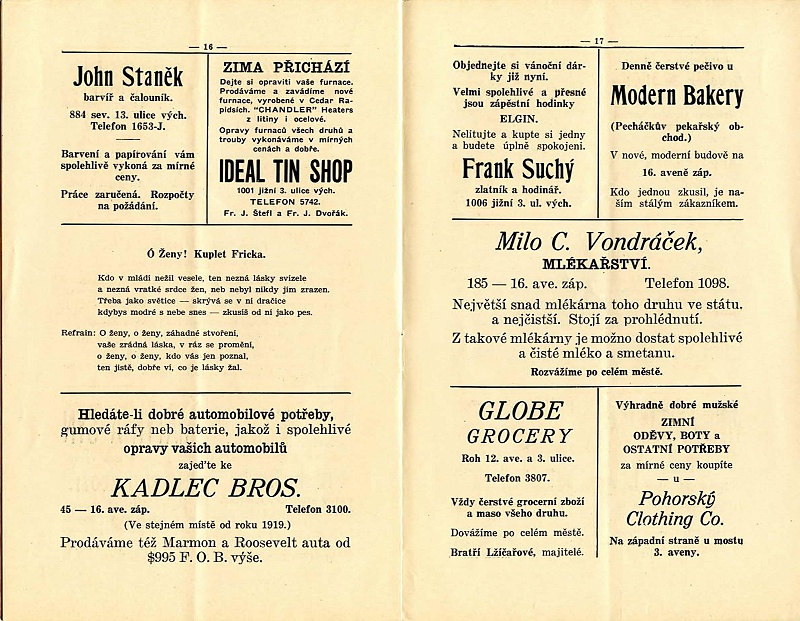 — 16 —
John Staněk
barvíř a čalouník.
884 sev. 13. ulice vých.
Telefon 1653-J.
Barvení a papírování vám
spolehlivě vykoná za mírné
ceny.
Práce zaručená. Rozpočty
na požádání.
ZIMA PŘICHÁZÍ
Dejte si opraviti vaše furnace.
Prodáváme a zavádíme nové
furnace, vyrobené v Cedar Ra-
pidsích. "CHANDLER" Heaters
z litiny i ocelové.
Opravy furnaců všech druhů a
trouby vykonáváme v mírných
cenách a dobře.
IDEAL TIN SHOP
1001 jižní 3. ulice vých.
TELEFON 5742.
Fr. J. Štefl a Fr. J. Dvořák.
Ó Ženy! Kuplet Fricka.
Kdo v mládí nežil vesele, ten nezná lásky svízele
a nezná vratké srdce žen, neb nebyl nikdy jim zrazen.
Třeba jako světice — skrývá se v ní dračice
kdybys modré s nebe snes — zkusíš od ní jako pes.
Refrain: O ženy, o ženy, záhadné stvoření,
vaše zrádná láska, v ráz se promění,
o ženy, o ženy, kdo vás jen poznal,
ten jistě, dobře ví, co je lásky žal.
Hledáte-li dobré automobilové potřeby,
gumové ráfy neb baterie, jakož i spolehlivé
opravy vašich automobilů
zajeďte ke
KADLEC BROS.
45 — 16. ave. záp. Telefon 3100.
(Ve stejném místě od roku 1919.)
Prodáváme též Marmon a Roosevelt auta od
$995 F. O. B. výše.
— 17 —
Objednejte si vánoční dár-
ky již nyní.
Velmi spolehlivé a přesné
jsou zápěstní hodinky
ELGIN.
Nelitujte a kupte si jedny
a budete úplně spokojeni.
Frank Suchý
zlatník a hodinář.
1006 jižní 3. ul. vých.
Denně čerstvé pečivo u
Modern Bakery
(Pecháčkův pekařský ob-
chod.)
V nové, moderní budově na
16. aveně záp.
Kdo jednou zkusil, je na-
ším stálým zákazníkem.
Milo C. Vondráček,
MLÉKAŘSTVÍ.
185 — 16. ave. záp. Telefon 1098.
Největší snad mlékárna toho druhu ve státu.
a nejčistší. Stojí za prohlédnutí.
Z takové mlékárny je možno dostat spolehlivé
a čisté mléko a smetanu.
Rozvážíme po celém městě.
GLOBE
GROCERY
Roh 12. ave. a 3. ulice.
Telefon 3807.
Vždy čerstvé grocerní zboží
a maso všeho druhu.
Dovážíme po celém městě.
Bratří Lžíčařové, majitelé.
Výhradně dobré mužské
ZIMNÍ
ODĚVY, BOTY a
OSTATNÍ POTŘEBY
za mírné ceny koupíte
— u —
Pohorský
Clothing Co.
Na západní straně u mostu
3. aveny.